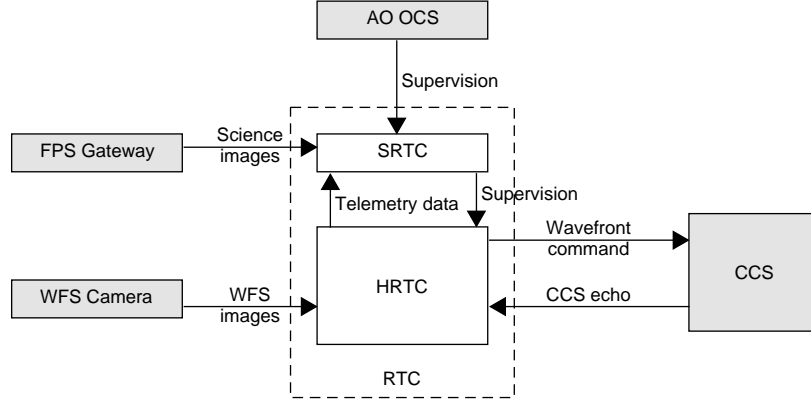 AO OCS
Supervision
FPS Gateway
Science
images
SRTC
Telemetry data
Supervision
Wavefront
command
WFS Camera
WFS
images
HRTC
CCS echo
CCS
RTC